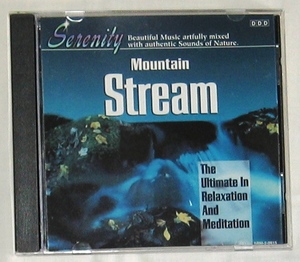 Serenity
Beautiful Music artfully mixed
with authentic Sounds of Nature.
DDD
Mountain
Stream
The
Ultimate In
Relaxation
And
Meditation